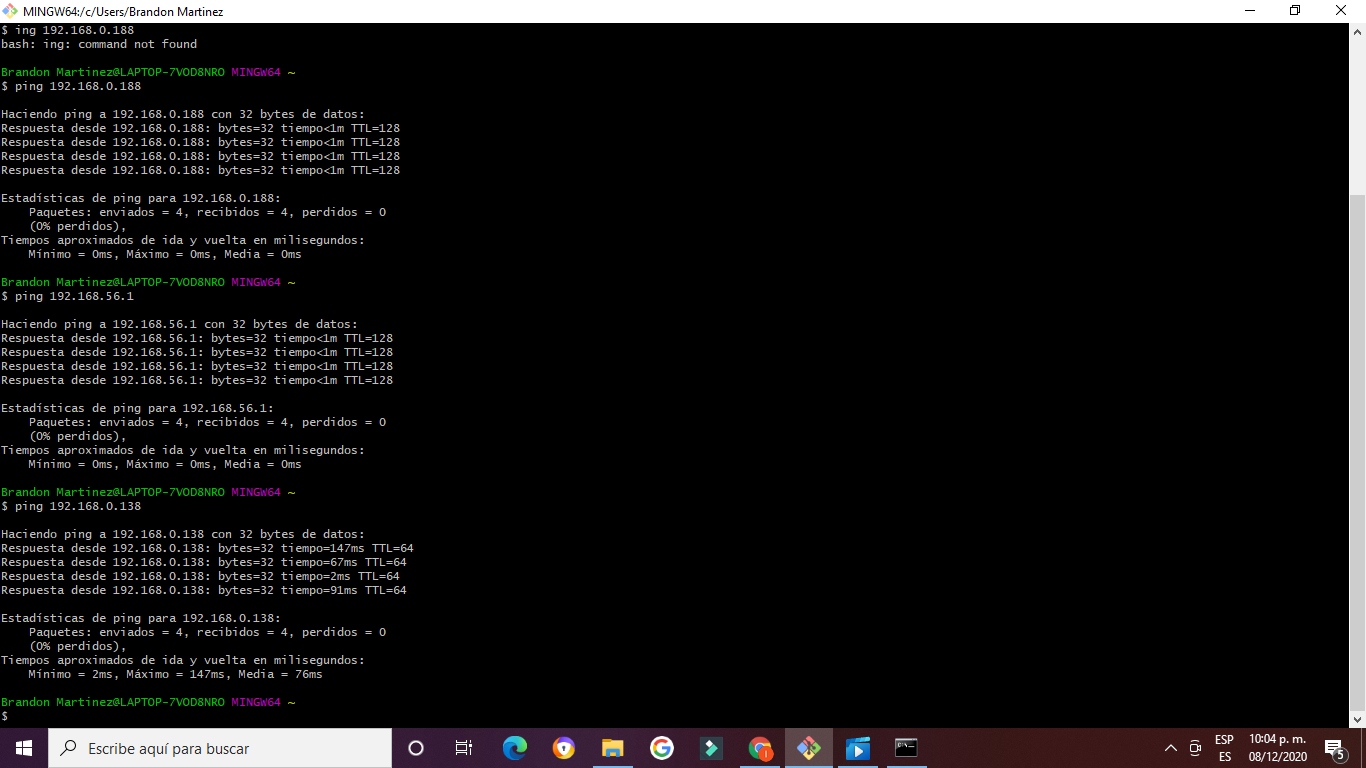 MINGW64:/c/Users/Brandon Martinez
$ ing 192.168.0.188
bash: ing: command not found
Brandon Martinez@LAPTOP-7VOD8NRO MINGW64 ~
$ ping 192.168.0.188
Haciendo ping a 192.168.0.188 con 32 bytes de datos:
Respuesta desde 192.168.0.188: bytes=32 tiempo<1m TTL=128
Respuesta desde 192.168.0.188: bytes=32 tiempo<1m TTL=128
Respuesta desde 192.168.0.188: bytes=32 tiempo<1m TTL=128
Respuesta desde 192.168.0.188: bytes=32 tiempo<1m TTL=128
Estadísticas de ping para 192.168.0.188:
Paquetes: enviados = 4, recibidos = 4, perdidos = 0
(0% perdidos),
Tiempos aproximados de ida y vuelta en milisegundos:
Mínimo = 0ms, Máximo = 0ms, Media = 0ms
Brandon Martinez@LAPTOP-7VOD8NRO MINGW64 ~
$ ping 192.168.56.1
Haciendo ping a 192.168.56.1 con 32 bytes de datos:
Respuesta desde 192.168.56.1: bytes=32 tiempo<1m TTL=128
Respuesta desde 192.168.56.1: bytes=32 tiempo<1m TTL=128
Respuesta desde 192.168.56.1: bytes=32 tiempo<1m TTL=128
Respuesta desde 192.168.56.1: bytes=32 tiempo<1m TTL=128
Estadísticas de ping para 192.168.56.1:
Paquetes: enviados = 4, recibidos = 4, perdidos = 0
(0% perdidos),
Tiempos aproximados de ida y vuelta en milisegundos:
Mínimo = 0ms, Máximo = 0ms, Media = 0ms
Brandon Martinez@LAPTOP-7VOD8NRO MINGW64 ~
$ ping 192.168.0.138
Haciendo ping a 192.168.0.138 con 32 bytes de datos:
Respuesta desde 192.168.0.138: bytes=32 tiempo=147ms TTL=64
Respuesta desde 192.168.0.138: bytes=32 tiempo=67ms TTL=64
Respuesta desde 192.168.0.138: bytes=32 tiempo=2ms TTL=64
Respuesta desde 192.168.0.138: bytes=32 tiempo=91ms TTL=64
Estadísticas de ping para 192.168.0.138:
Paquetes: enviados = 4, recibidos = 4, perdidos = 0
(0% perdidos),
Tiempos aproximados de ida y vuelta en milisegundos:
Mínimo = 2ms, Máximo = 147ms, Media = 76ms
Brandon Martinez@LAPTOP-7VOD8NRO MINGW64 ~
$
Escribe aquí para buscar
ESP
ES
10:04 p. m.
08/12/2020
5